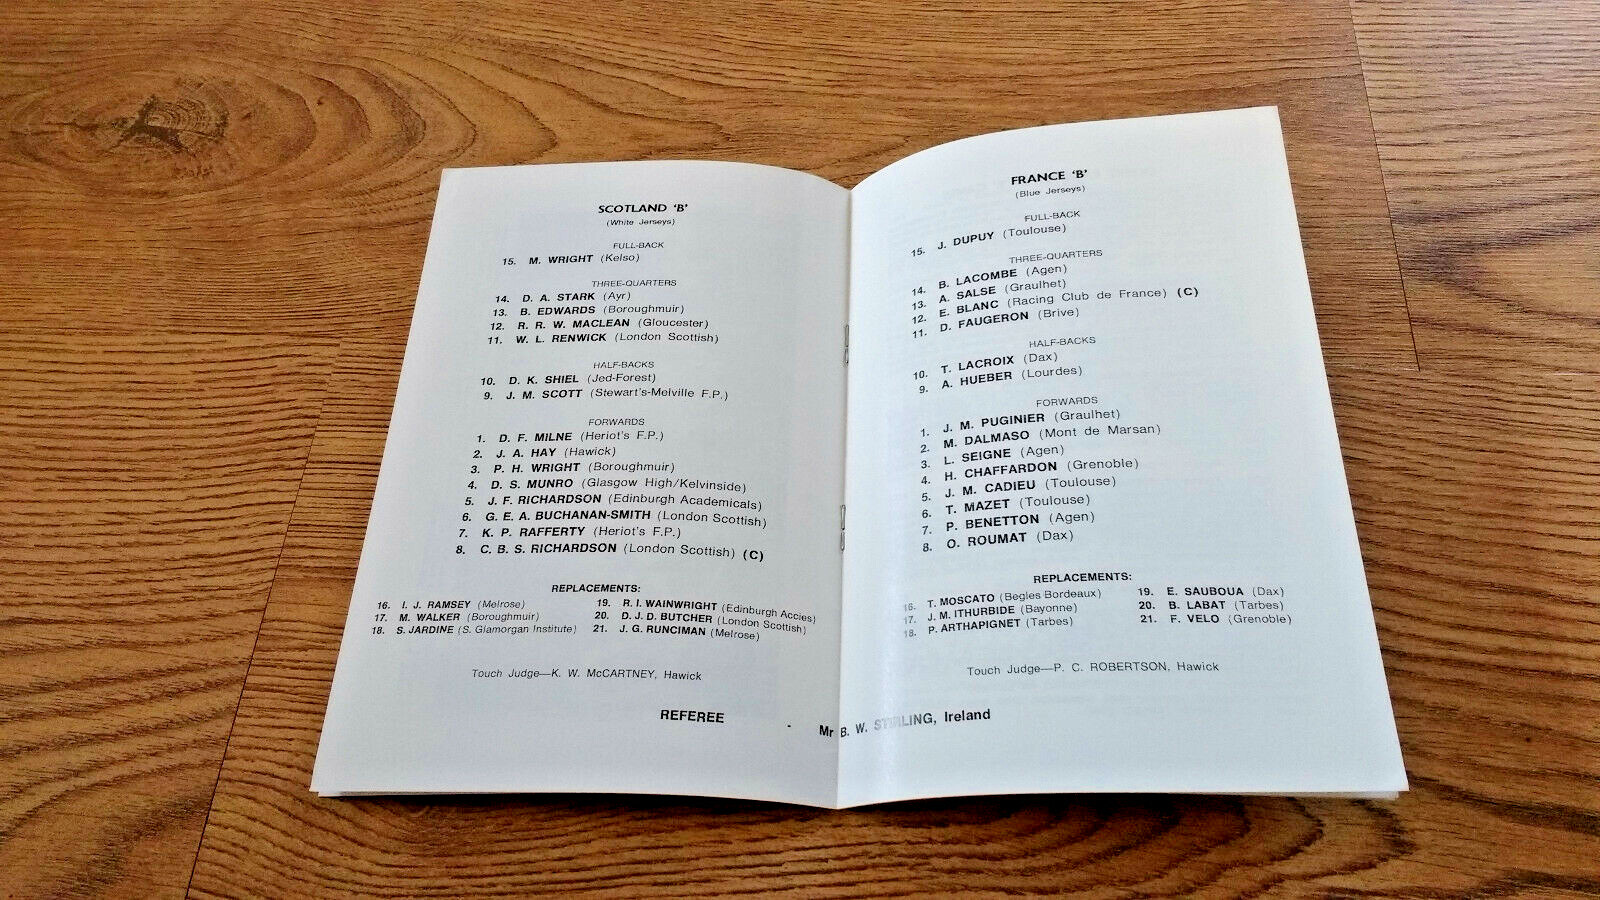 SCOTLAND 'B'
(White Jerseys)
FULL-BACK
15. M. WRIGHT (Kelso)
THREE-QUARTERS
14. D. A. STARK (Ayr)
13. B. EDWARDS (Boroughmuir)
12. R. R. W. MACLEAN (Gloucester)
11. W. L. RENWICK (London Scottish)
HALF-BACKS
10. D. K. SHIEL (Jed-Forest)
9. J. M. SCOTT (Stewart's-Melville F.P.)
FORWARDS
1. D. F. MILNE (Heriot's F.P.)
2. J. A. HAY (Hawick)
3. P. H. WRIGHT (Boroughmuir)
4. D. S. MUNRO (Glasgow High/Kelvinside)
5. J. F. RICHARDSON (Edinburgh Academicals)
6. G. E. A. BUCHANAN-SMITH (London Scottish)
7. K. P. RAFFERTY (Heriot's F.P.)
8. C. B. S. RICHARDSON (London Scottish) (C)
REPLACEMENTS:
16. I. J. RAMSEY (Melrose)
17. M. WALKER (Boroughmuir)
18. S. JARDINE (S. Glamorgan Institute)
19. R. I. WAINWRIGHT (Edinburgh Accies)
20. D. J. D. BUTCHER (London Scottish)
21. J. G. RUNCIMAN (Melrose)
Touch Judge—K. W. McCARTNEY, Hawick
FRANCE 'B'
(Blue Jerseys)
FULL-BACK
15. J. DUPUY (Toulouse)
THREE-QUARTERS
14. B. LACOMBE (Agen)
13. A. SALSE (Graulhet)
12. E. BLANC (Racing Club de France) (C)
11. D. FAUGERON (Brive)
HALF-BACKS
10. T. LACROIX (Dax)
9. A. HUEBER (Lourdes)
FORWARDS
1. J. M. PUGINIER (Graulhet)
2. M. DALMASO (Mont de Marsan)
3. L. SEIGNE (Agen)
4. H. CHAFFARDON (Grenoble)
5. J. M. CADIEU (Toulouse)
6. T. MAZET (Toulouse)
7. P. BENETTON (Agen)
8. O. ROUMAT (Dax)
REPLACEMENTS:
16. T. MOSCATO (Begles Bordeaux)
17. J. M. ITHURBIDE (Bayonne)
18. P. ARTHAPIGNET (Tarbes)
19. E. SAUBOUA (Dax)
20. B. LABAT (Tarbes)
21. F. VELO (Grenoble)
Touch Judge—P. C. ROBERTSON, Hawick
REFEREE - Mr B. W. STIRLING, Ireland